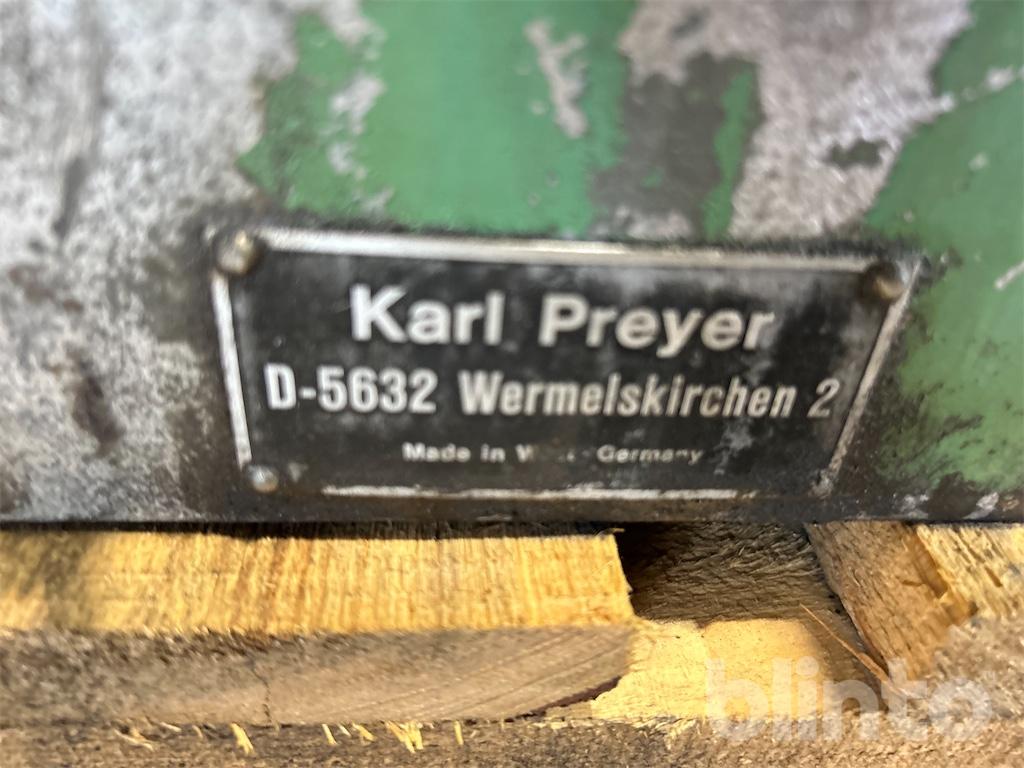 Karl Preyer
D-5632 Wermelskirchen 2
Made in Germany
blinto